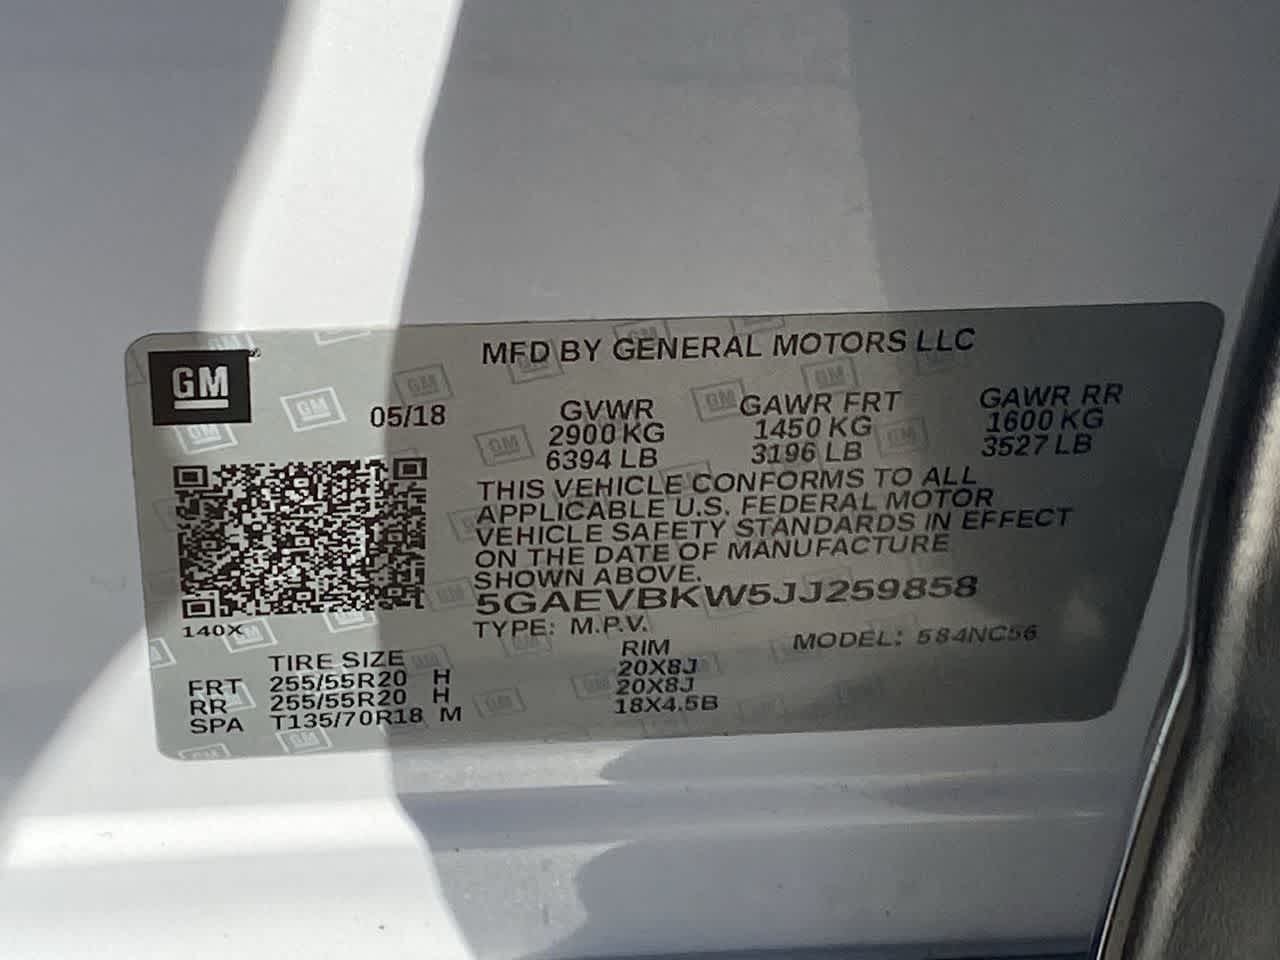 GM
MFD BY GENERAL MOTORS LLC
05/18
GVWR GAWR FRT GAWR RR
2900 KG 1450 KG 1600 KG
6394 LB 3196 LB 3527 LB
THIS VEHICLE CONFORMS TO ALL
APPLICABLE U.S. FEDERAL MOTOR
VEHICLE SAFETY STANDARDS IN EFFECT
ON THE DATE OF MANUFACTURE
SHOWN ABOVE.
5GAEVBKW5JJ259858
140X
TYPE: M.P.V. MODEL: 584NC56
TIRE SIZE RIM
FRT 255/55R20 H 20X8J
RR 255/55R20 H 20X8J
SPA T135/70R18 M 18X4.5B